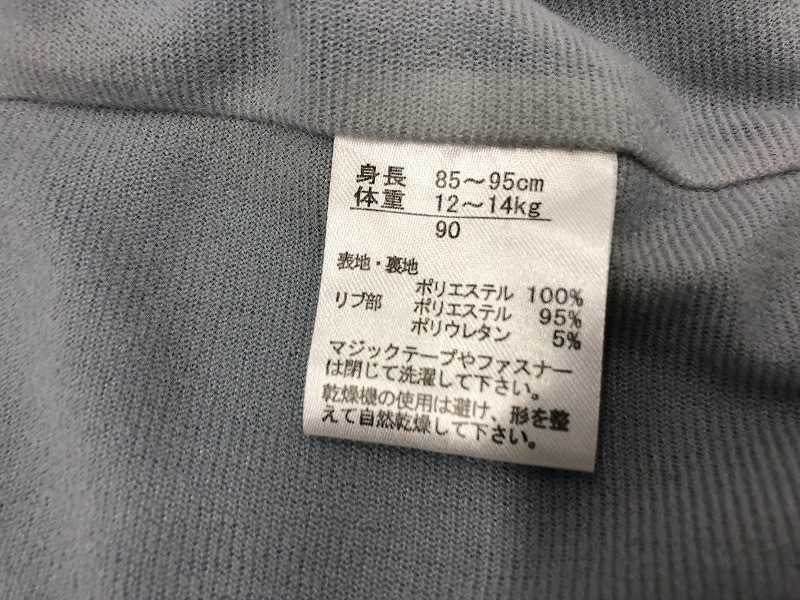 身長 85～95cm
体重 12～14kg
90
表地・裏地
ポリエステル 100%
リブ部 ポリエステル 95%
ポリウレタン 5%
マジックテープやファスナー
は閉じて洗濯して下さい。
乾燥機の使用は避け、形を整
えて自然乾燥して下さい。